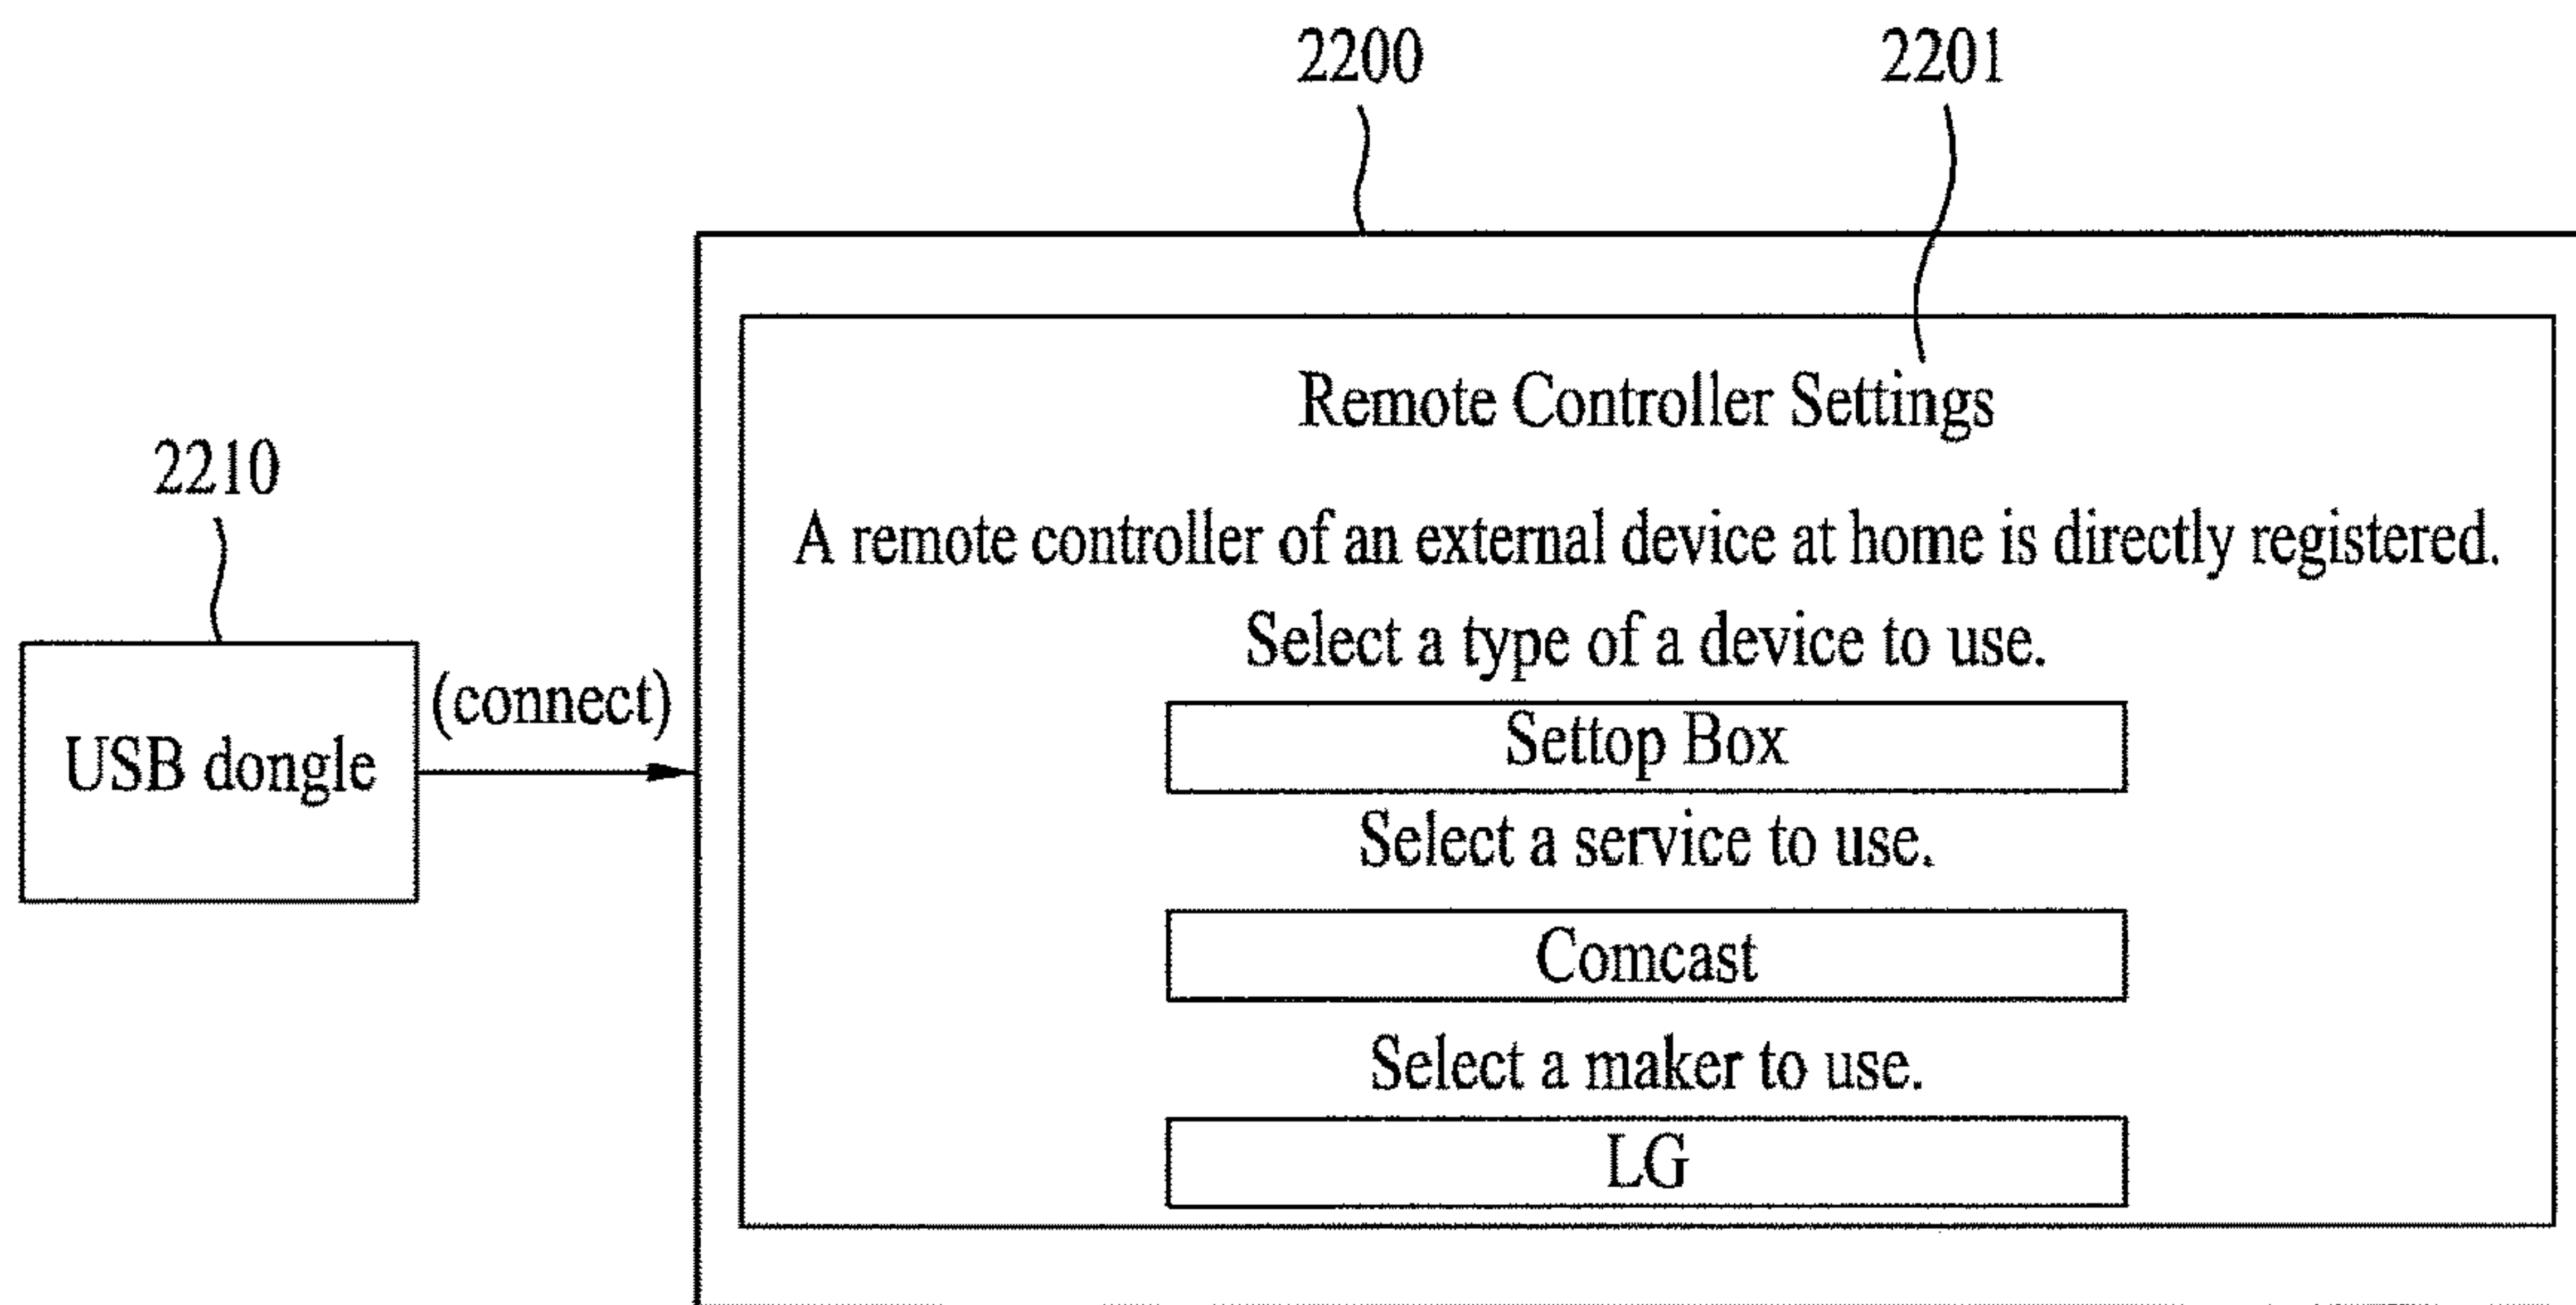 2200
2201
Remote Controller Settings
2210
A remote controller of an external device at home is directly registered.
Select a type of a device to use.
(connect)
Settop Box
USB dongle
Select a service to use.
Comcast
Select a maker to use.
LG